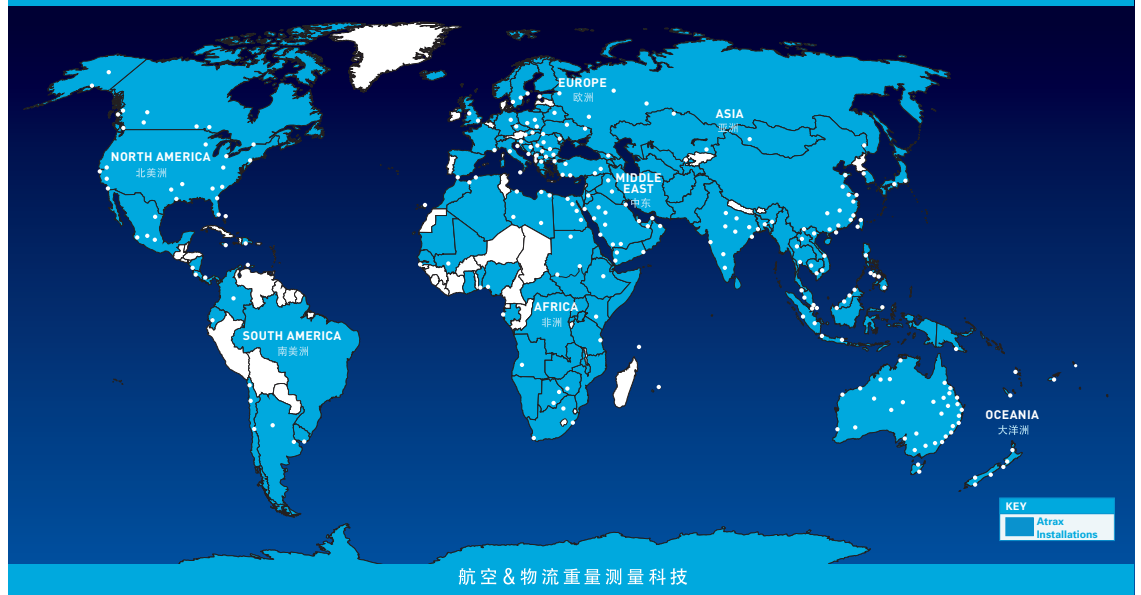 EUROPE
欧洲
ASIA
亚洲
NORTH AMERICA
北美洲
MIDDLE
EAST
中东
AFRICA
非洲
SOUTH AMERICA
南美洲
OCEANIA
大洋洲
KEY
Atrax
Installations
航空&物流重量测量科技